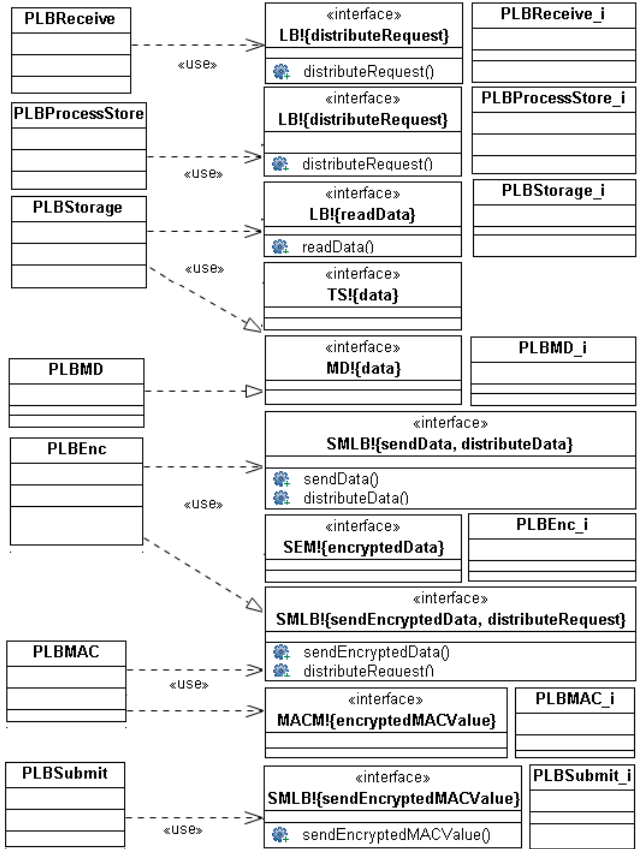 PLBReceive
«use»
«interface»
LB!{distributeRequest}
distributeRequest()
PLBReceive_i
PLBProcessStore
«use»
«interface»
LB!{distributeRequest}
distributeRequest()
PLBProcessStore_i
PLBStorage
«use»
«interface»
LB!{readData}
readData()
PLBStorage_i
«interface»
TS!{data}
PLBMD
«interface»
MD!{data}
PLBMD_i
PLBEnc
«use»
«interface»
SMLB!{sendData, distributeData}
sendData()
distributeData()
«interface»
SEM!{encryptedData}
PLBEnc_i
«interface»
SMLB!{sendEncryptedData, distributeRequest}
sendEncryptedData()
distributeRequest()
PLBMAC
«use»
«interface»
MACM!{encryptedMACValue}
PLBMAC_i
PLBSubmit
«use»
«interface»
SMLB!{sendEncryptedMACValue}
sendEncryptedMACValue()
PLBSubmit_i